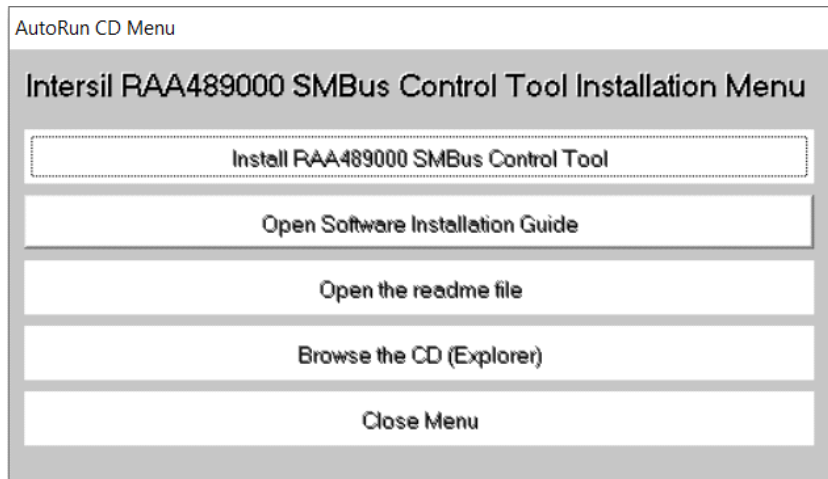 AutoRun CD Menu
Intersil RAA489000 SMBus Control Tool Installation Menu
Install RAA489000 SMBus Control Tool
Open Software Installation Guide
Open the readme file
Browse the CD (Explorer)
Close Menu